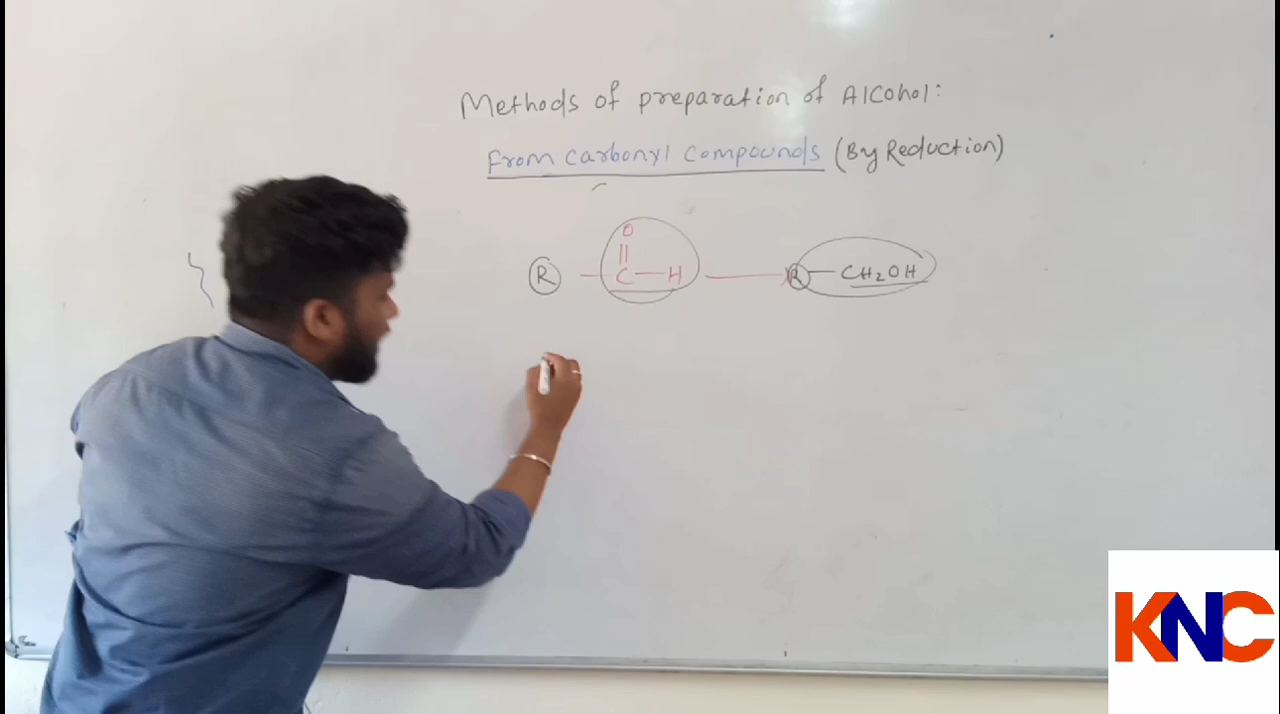 Methods of preparation of Alcohol:
From carbonyl compounds (By Reduction)
O
R C H R CH2OH
KNC